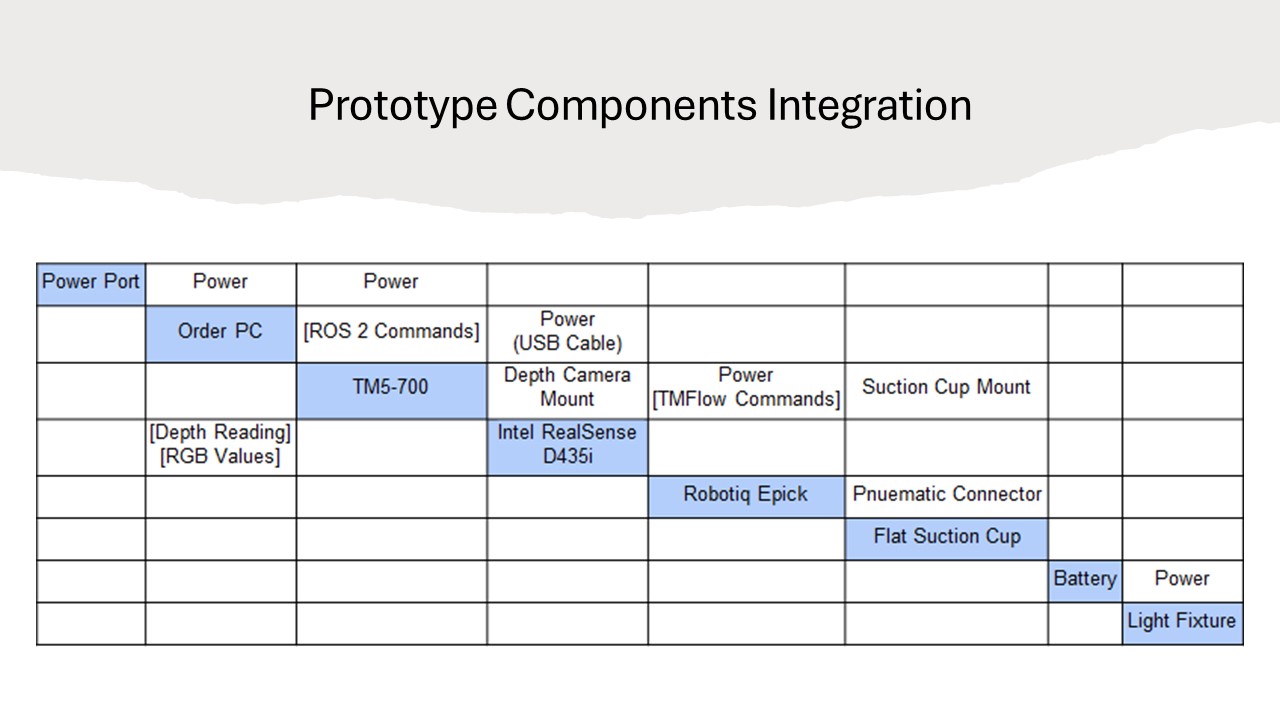 Prototype Components Integration
Power Port
Power
Power
Order PC
[ROS 2 Commands]
Power
(USB Cable)
TM5-700
Depth Camera
Mount
Power
[TMFlow Commands]
Suction Cup Mount
[Depth Reading]
[RGB Values]
Intel RealSense
D435i
Robotiq Epick
Pnuematic Connector
Flat Suction Cup
Battery
Power
Light Fixture